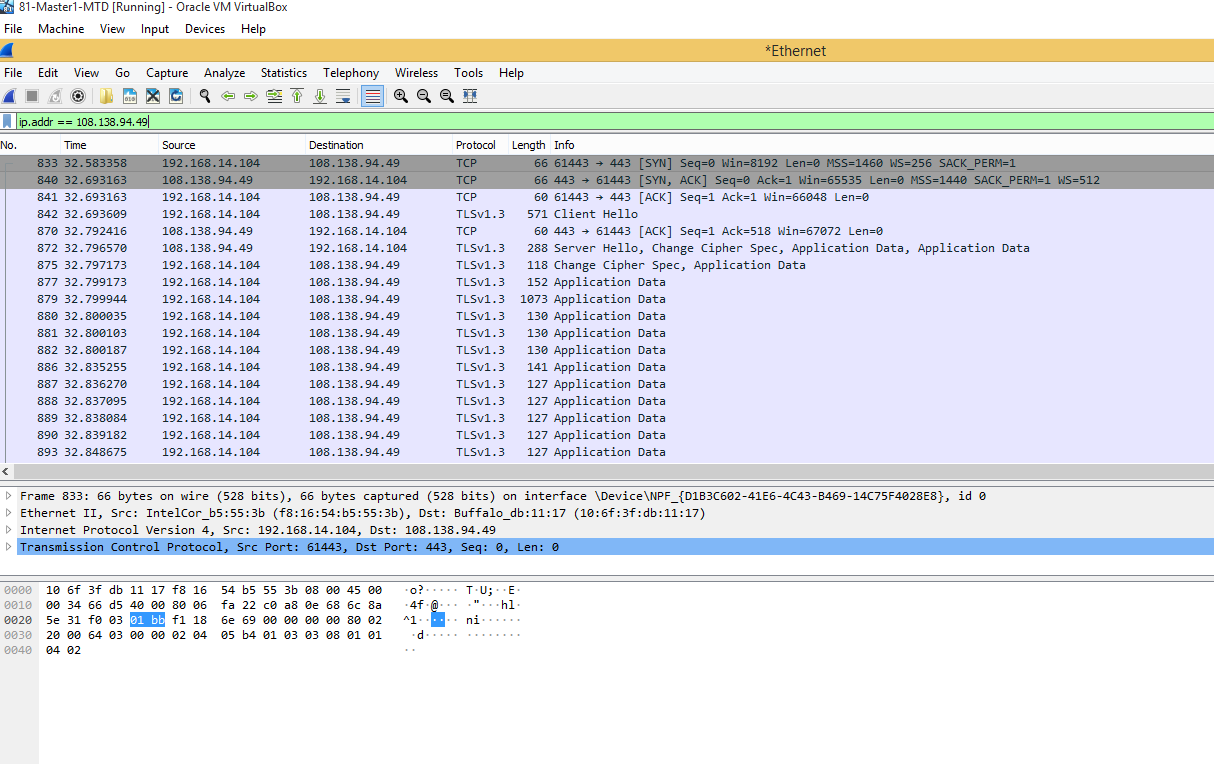 81-Master1-MTD [Running] - Oracle VM VirtualBox
File Machine View Input Devices Help
*Ethernet
File Edit View Go Capture Analyze Statistics Telephony Wireless Tools Help
ip.addr == 108.138.94.49
No. Time Source Destination Protocol Length Info
833 32.583358 192.168.14.104 108.138.94.49 TCP 66 61443 → 443 [SYN] Seq=0 Win=8192 Len=0 MSS=1460 WS=256 SACK_PERM=1
840 32.693163 108.138.94.49 192.168.14.104 TCP 66 443 → 61443 [SYN, ACK] Seq=0 Ack=1 Win=65535 Len=0 MSS=1440 SACK_PERM=1 WS=512
841 32.693163 192.168.14.104 108.138.94.49 TCP 60 61443 → 443 [ACK] Seq=1 Ack=1 Win=66048 Len=0
842 32.693609 192.168.14.104 108.138.94.49 TLSv1.3 571 Client Hello
870 32.792416 108.138.94.49 192.168.14.104 TCP 60 443 → 61443 [ACK] Seq=1 Ack=518 Win=67072 Len=0
872 32.796570 108.138.94.49 192.168.14.104 TLSv1.3 288 Server Hello, Change Cipher Spec, Application Data, Application Data
875 32.797173 192.168.14.104 108.138.94.49 TLSv1.3 118 Change Cipher Spec, Application Data
877 32.799173 192.168.14.104 108.138.94.49 TLSv1.3 152 Application Data
879 32.799944 192.168.14.104 108.138.94.49 TLSv1.3 1073 Application Data
880 32.800035 192.168.14.104 108.138.94.49 TLSv1.3 130 Application Data
881 32.800103 192.168.14.104 108.138.94.49 TLSv1.3 130 Application Data
882 32.800187 192.168.14.104 108.138.94.49 TLSv1.3 130 Application Data
886 32.835255 192.168.14.104 108.138.94.49 TLSv1.3 141 Application Data
887 32.836270 192.168.14.104 108.138.94.49 TLSv1.3 127 Application Data
888 32.837095 192.168.14.104 108.138.94.49 TLSv1.3 127 Application Data
889 32.838084 192.168.14.104 108.138.94.49 TLSv1.3 127 Application Data
890 32.839182 192.168.14.104 108.138.94.49 TLSv1.3 127 Application Data
893 32.848675 192.168.14.104 108.138.94.49 TLSv1.3 127 Application Data
Frame 833: 66 bytes on wire (528 bits), 66 bytes captured (528 bits) on interface \Device\NPF_{D1B3C602-41E6-4C43-B469-14C75F4028E8}, id 0
Ethernet II, Src: IntelCor_b5:55:3b (f8:16:54:b5:55:3b), Dst: Buffalo_db:11:17 (10:6f:3f:db:11:17)
Internet Protocol Version 4, Src: 192.168.14.104, Dst: 108.138.94.49
Transmission Control Protocol, Src Port: 61443, Dst Port: 443, Seq: 0, Len: 0
0000 10 6f 3f db 11 17 f8 16 54 b5 55 3b 08 00 45 00 ·o?····· T·U;··E·
0010 00 34 66 d5 40 00 80 06 fa 22 c0 a8 0e 68 6c 8a ·4f·@··· ·"···hl·
0020 5e 31 f0 03 01 bb f1 18 6e 69 00 00 00 00 80 02 ^1······ ni······
0030 20 00 64 03 00 00 02 04 05 b4 01 03 03 08 01 01 ·d····· ········
0040 04 02 ··